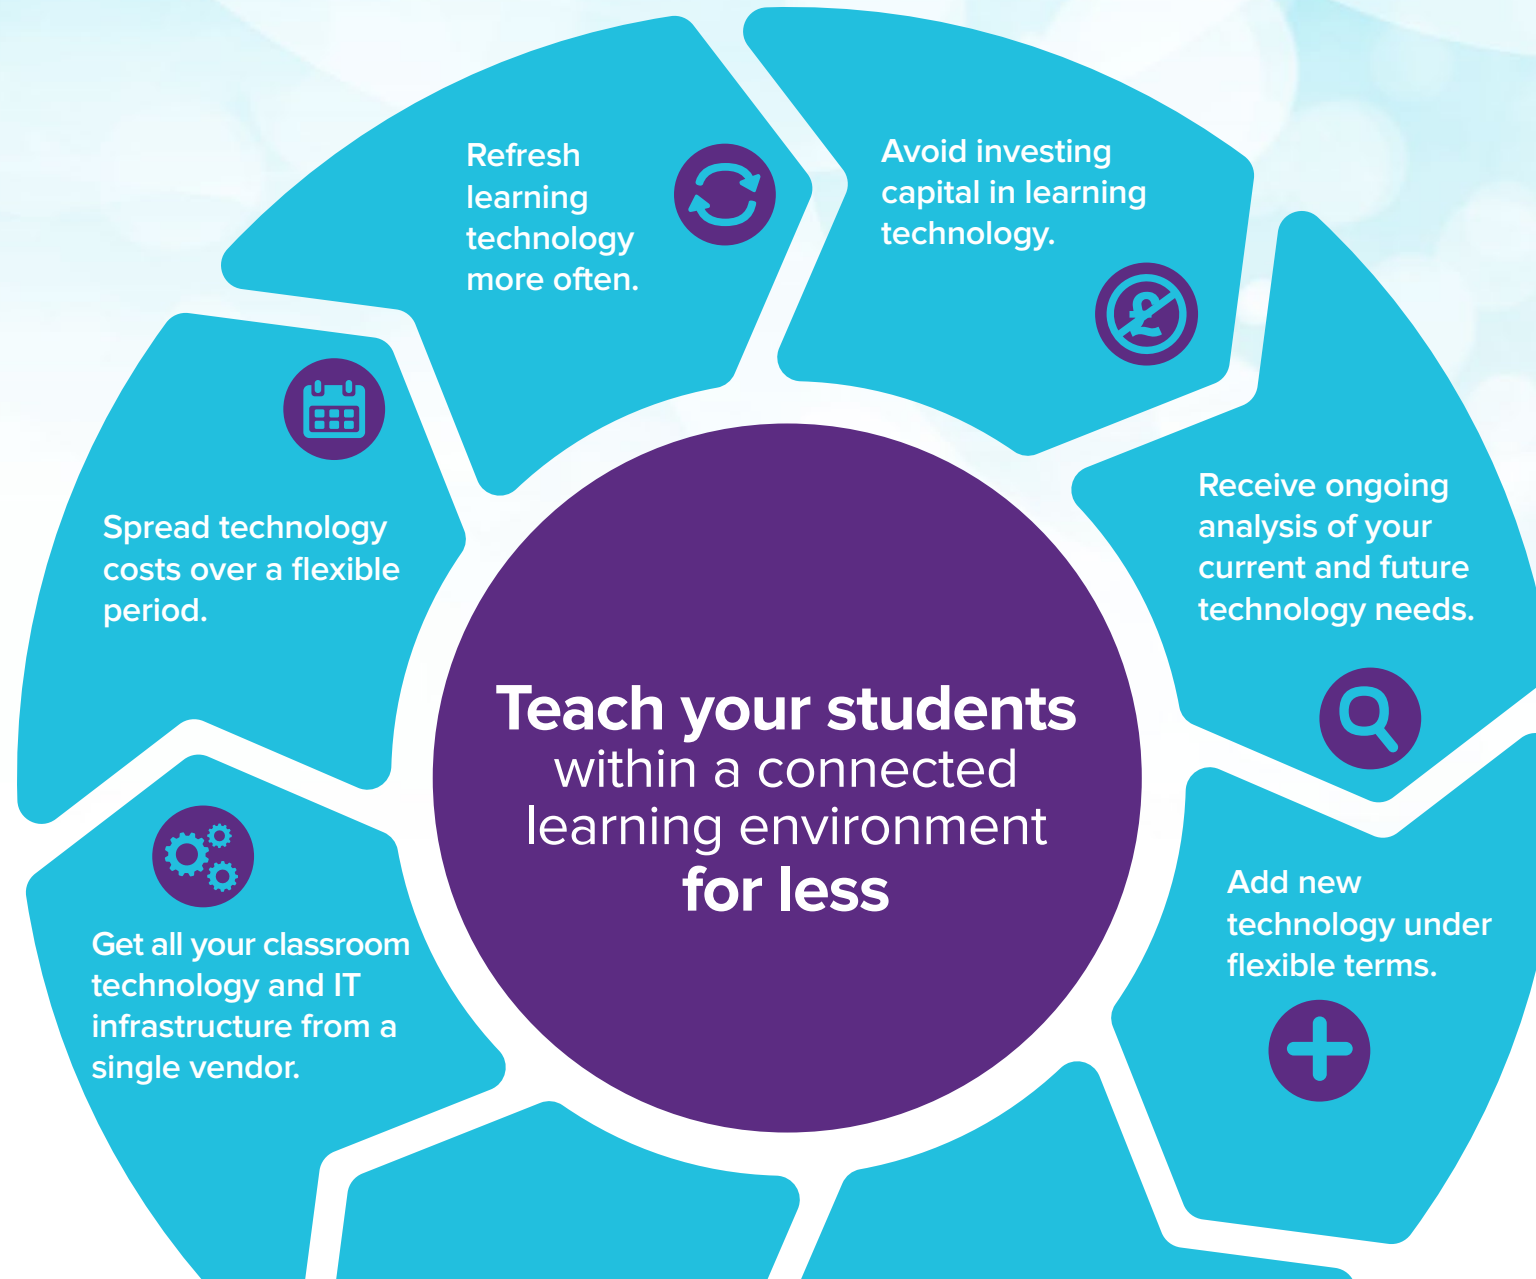 Refresh
learning
technology
more often.
Avoid investing
capital in learning
technology.
Receive ongoing
analysis of your
current and future
technology needs.
Add new
technology under
flexible terms.
Get all your classroom
technology and IT
infrastructure from a
single vendor.
Spread technology
costs over a flexible
period.
Teach your students
within a connected
learning environment
for less